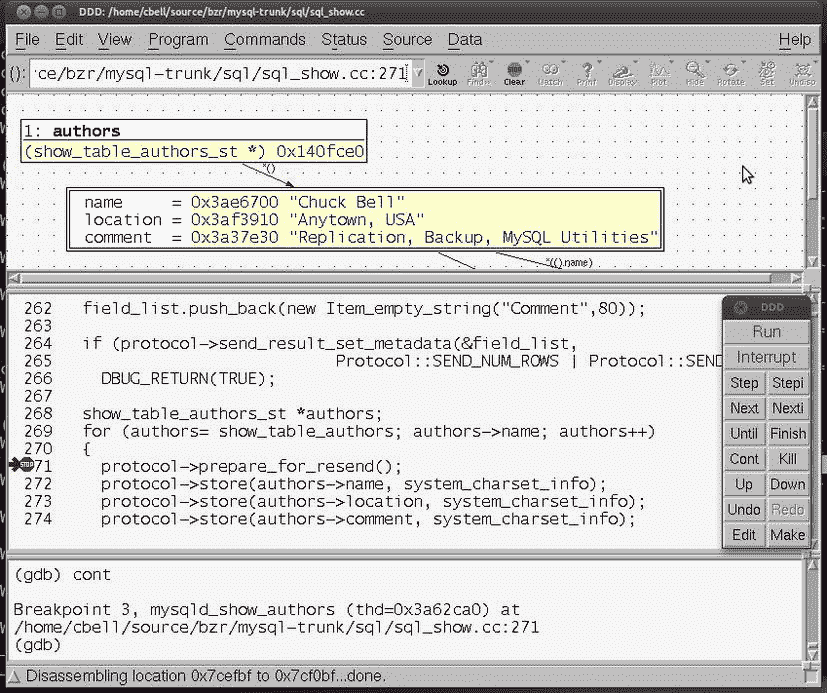 DDD: /home/cbell/source/bzr/mysql-trunk/sql/sql_show.cc
File Edit View Program Commands Status Source Data Help
(): ce/bzr/mysql-trunk/sql/sql_show.cc:271
Lookup Find» Clear Watch Print Display Plot Hide Rotate Set Undisp
1: authors
(show_table_authors_st *) 0x140fce0
*()
name = 0x3ae6700 "Chuck Bell"
location = 0x3af3910 "Anytown, USA"
comment = 0x3a37e30 "Replication, Backup, MySQL Utilities"
*(().name)
262 field_list.push_back(new Item_empty_string("Comment",80));
263
264 if (protocol->send_result_set_metadata(&field_list,
265 Protocol::SEND_NUM_ROWS | Protocol::SEND
266 DBUG_RETURN(TRUE);
267
268 show_table_authors_st *authors;
269 for (authors= show_table_authors; authors->name; authors++)
270 {
71 protocol->prepare_for_resend();
272 protocol->store(authors->name, system_charset_info);
273 protocol->store(authors->location, system_charset_info);
274 protocol->store(authors->comment, system_charset_info);
STOP
DDD
Run
Interrupt
Step Stepi
Next Nexti
Until Finish
Cont Kill
Up Down
Undo Redo
Edit Make
(gdb) cont
Breakpoint 3, mysqld_show_authors (thd=0x3a62ca0) at
/home/cbell/source/bzr/mysql-trunk/sql/sql_show.cc:271
(gdb)
Disassembling location 0x7cefbf to 0x7cf0bf...done.